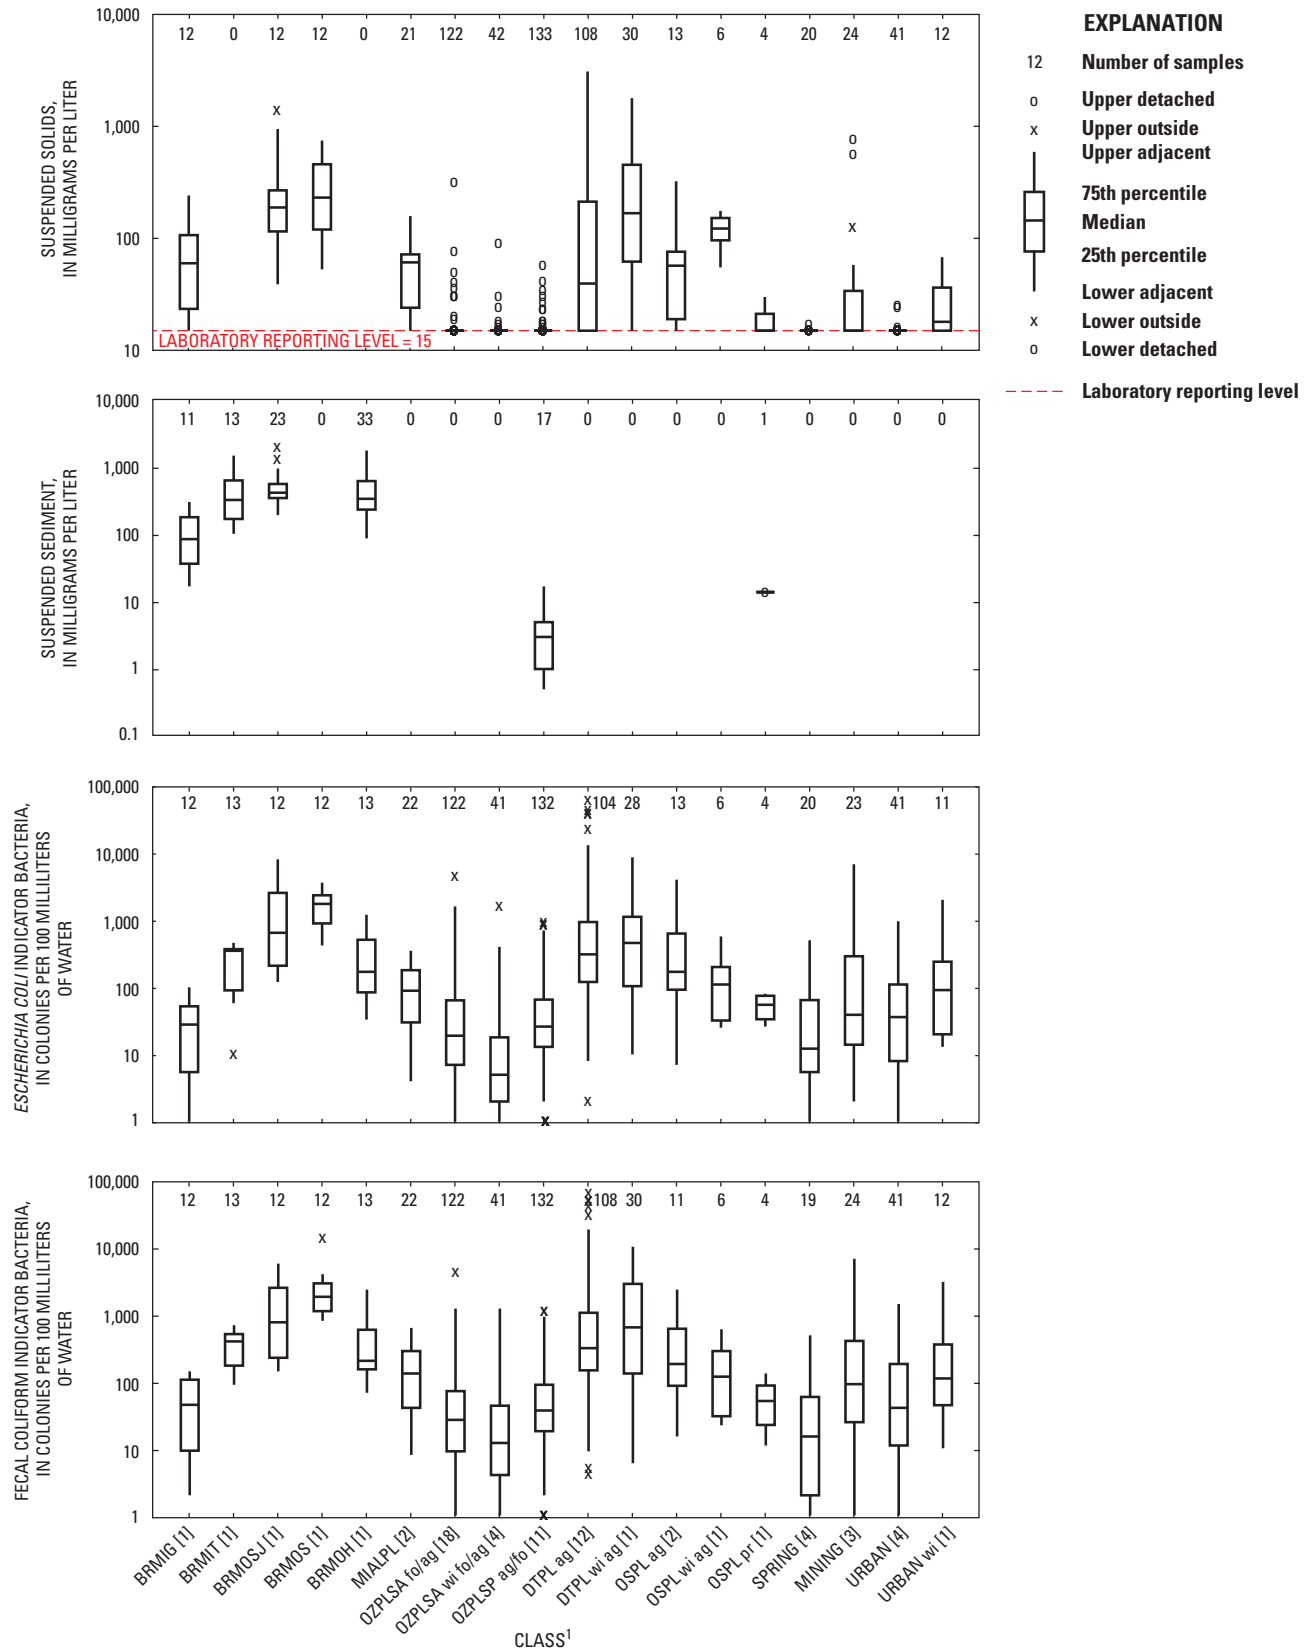 SUSPENDED SOLIDS,
IN MILLIGRAMS PER LITER
10,000
1,000
100
10
12 0 12 12 0 21 122 42 133 108 30 13 6 4 20 24 41 12
LABORATORY REPORTING LEVEL = 15
EXPLANATION
12 Number of samples
o Upper detached
x Upper outside
Upper adjacent
75th percentile
Median
25th percentile
Lower adjacent
x Lower outside
o Lower detached
Laboratory reporting level
SUSPENDED SEDIMENT,
IN MILLIGRAMS PER LITER
10,000
1,000
100
10
1
0.1
11 13 23 0 33 0 0 0 17 0 0 0 0 1 0 0 0 0
ESCHERICHIA COLI INDICATOR BACTERIA,
IN COLONIES PER 100 MILLILITERS
OF WATER
100,000
10,000
1,000
100
10
1
12 13 12 12 13 22 122 41 132 104 28 13 6 4 20 23 41 11
FECAL COLIFORM INDICATOR BACTERIA,
IN COLONIES PER 100 MILLILITERS
OF WATER
100,000
10,000
1,000
100
10
1
12 13 12 12 13 22 122 41 132 108 30 11 6 4 19 24 41 12
BRMIG [1]
BRMIT [1]
BRMOSJ [1]
BRMOS [1]
BRMOH [1]
MIALPL [2]
OZPLSA fo/ag [18]
OZPLSA wi fo/ag [4]
OZPLSP ag/fo [11]
DTPL ag [12]
DTPL wi ag [1]
OSPL ag [2]
OSPL wi ag [1]
OSPL pr [1]
SPRING [4]
MINING [3]
URBAN [4]
URBAN wi [1]
CLASS1